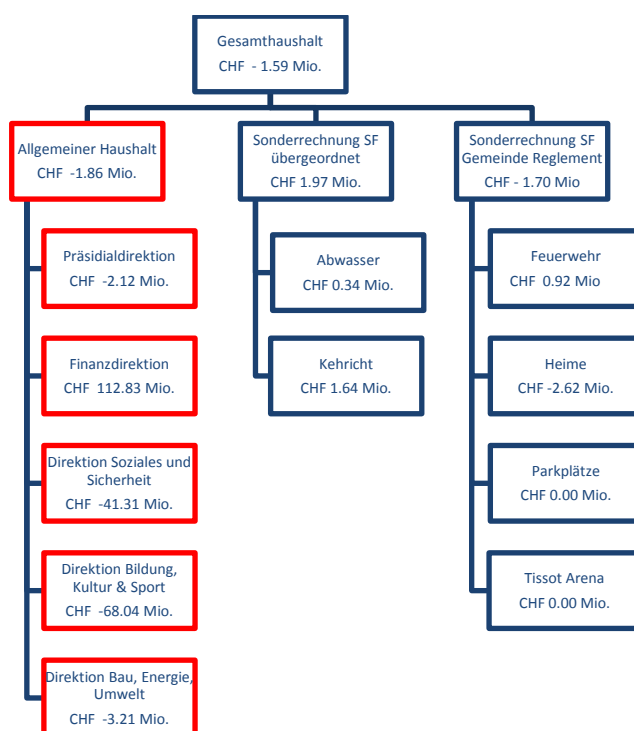 Gesamthaushalt
CHF - 1.59 Mio.
Allgemeiner Haushalt
CHF -1.86 Mio.
Sonderrechnung SF
übergeordnet
CHF 1.97 Mio.
Sonderrechnung SF
Gemeinde Reglement
CHF - 1.70 Mio
Präsidialdirektion
CHF -2.12 Mio.
Finanzdirektion
CHF 112.83 Mio.
Direktion Soziales und
Sicherheit
CHF -41.31 Mio.
Direktion Bildung,
Kultur & Sport
CHF -68.04 Mio.
Direktion Bau, Energie,
Umwelt
CHF -3.21 Mio.
Abwasser
CHF 0.34 Mio.
Kehricht
CHF 1.64 Mio.
Feuerwehr
CHF 0.92 Mio
Heime
CHF -2.62 Mio.
Parkplätze
CHF 0.00 Mio.
Tissot Arena
CHF 0.00 Mio.